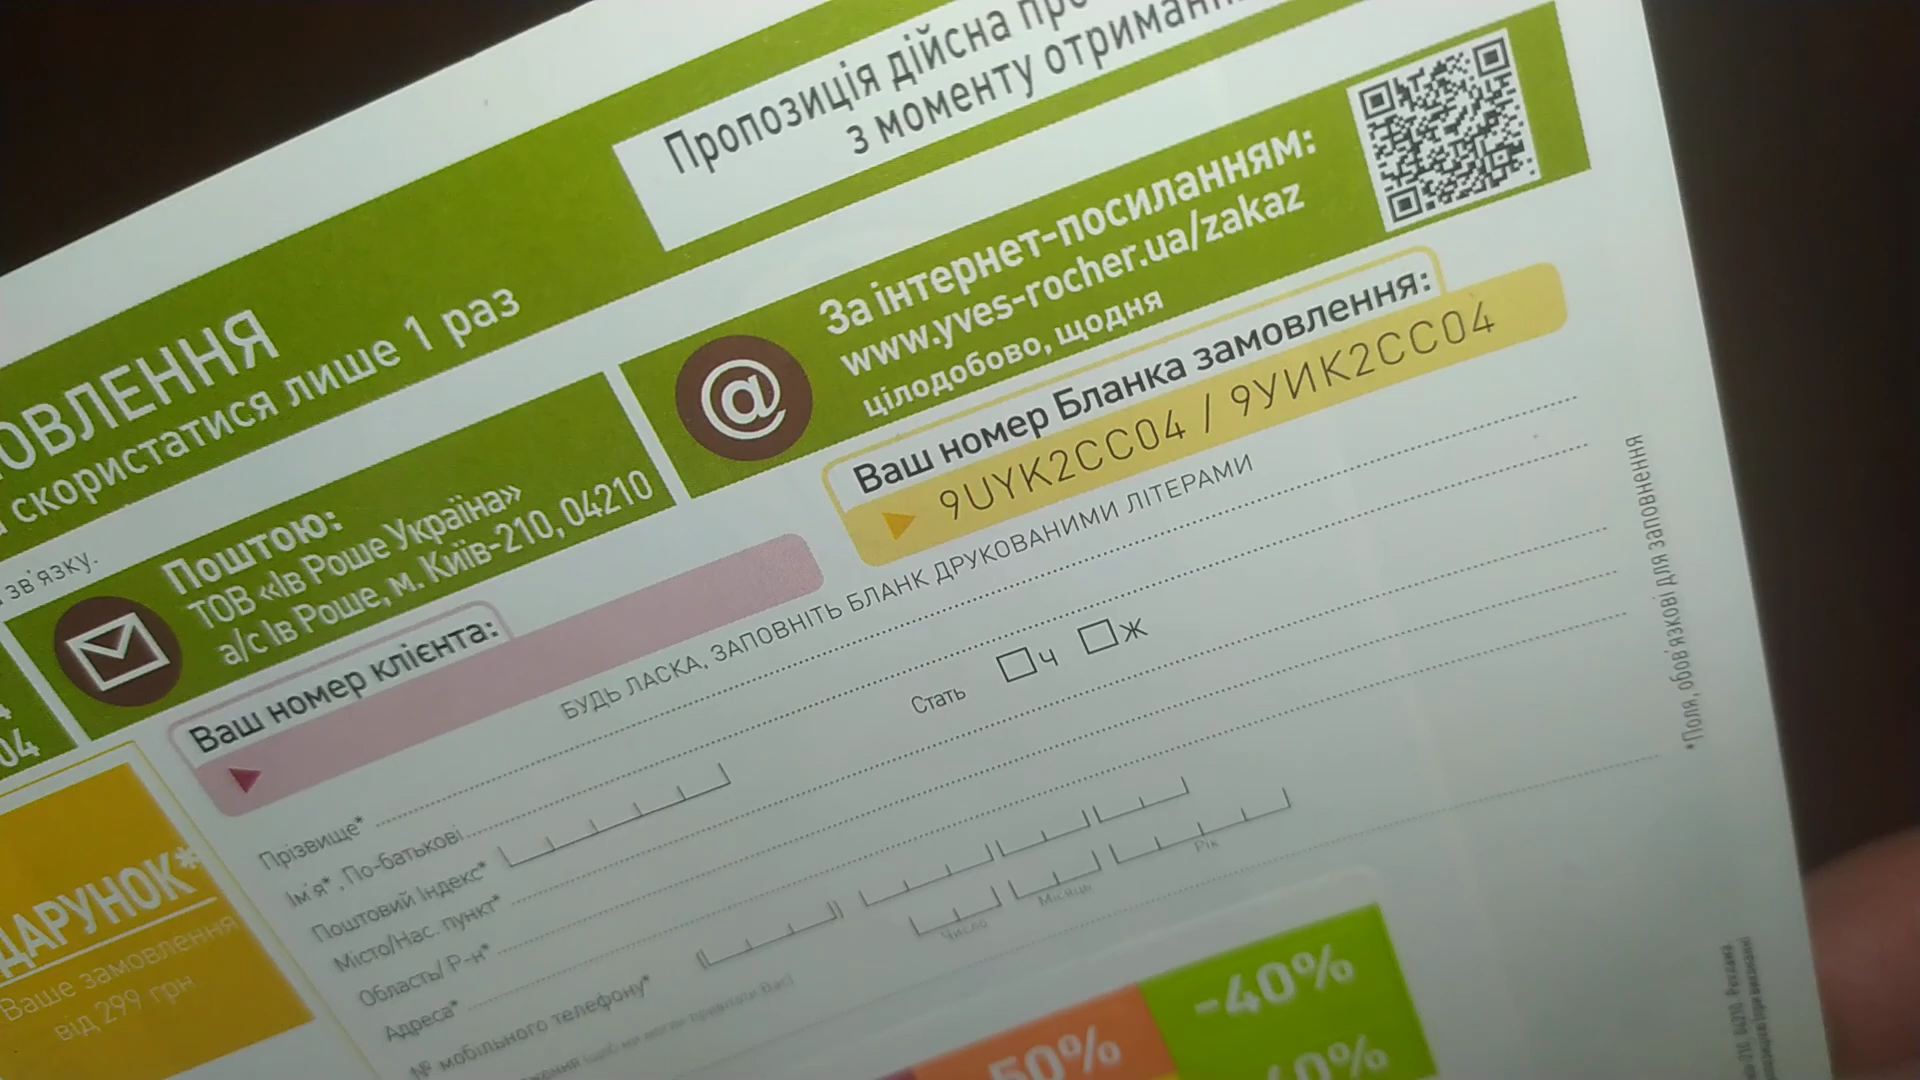 Пропозиція дійсна
з моменту отримання
ОВЛЕННЯ
скористатися лише 1 раз
За інтернет-посиланням:
www.yves-rocher.ua/zakaz
цілодобово, щодня
@
зв'язку.
Поштою:
ТОВ «Ів Роше Україна»
а/с Ів Роше, м. Київ-210, 04210
04
Ваш номер Бланка замовлення:
9UYK2CC04 / 9УИК2СС04
Ваш номер клієнта:
БУДЬ ЛАСКА, ЗАПОВНІТЬ БЛАНК ДРУКОВАНИМИ ЛІТЕРАМИ
Прізвище*
Ім'я*, По-батькові
Поштовий Індекс*
Стать Ч Ж
Місто/Нас. пункт*
Область/ Р-н*
Адреса*
№ мобільного телефону*
Число Місяць Рік
*Поля, обов'язкові для заповнення
ДАРУНОК*
Ваше замовлення
від 299 грн.
-40%
50%
40%